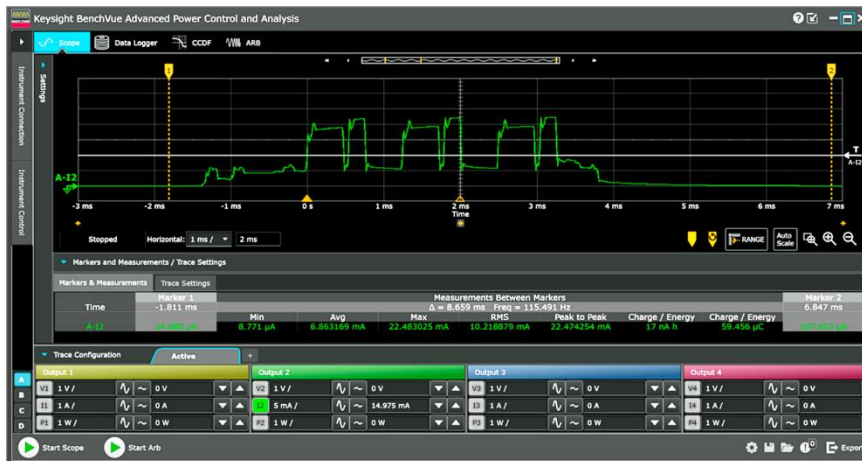 Keysight BenchVue Advanced Power Control and Analysis
Scope Data Logger CCDF ARB
Instrument Connection
Instrument Control
Settings
1 2
T
A-I2
A-I2
-3 ms -2 ms -1 ms 0 s 1 ms 2 ms 3 ms 4 ms 5 ms 6 ms 7 ms
Time
Stopped Horizontal: 1 ms / 2 ms RANGE Auto Scale
Markers and Measurements / Trace Settings
Markers & Measurements Trace Settings
Marker 1 Measurements Between Markers Marker 2
Time -1.811 ms Δ = 8.659 ms Freq = 115.491 Hz 6.847 ms
Min Avg Max RMS Peak to Peak Charge / Energy Charge / Energy
A-I2 8.771 µA 6.863169 mA 22.483025 mA 10.218879 mA 22.474254 mA 17 nA h 59.456 µC
Trace Configuration Active +
A
B
C
D
Output 1 Output 2 Output 3 Output 4
V1 1 V/ 0 V V2 1 V/ 0 V V3 1 V/ 0 V V4 1 V/ 0 V
I1 1 A/ 0 A I2 5 mA/ 14.975 mA I3 1 A/ 0 A I4 1 A/ 0 A
P1 1 W/ 0 W P2 1 W/ 0 W P3 1 W/ 0 W P4 1 W/ 0 W
Start Scope Start Arb 0 Export